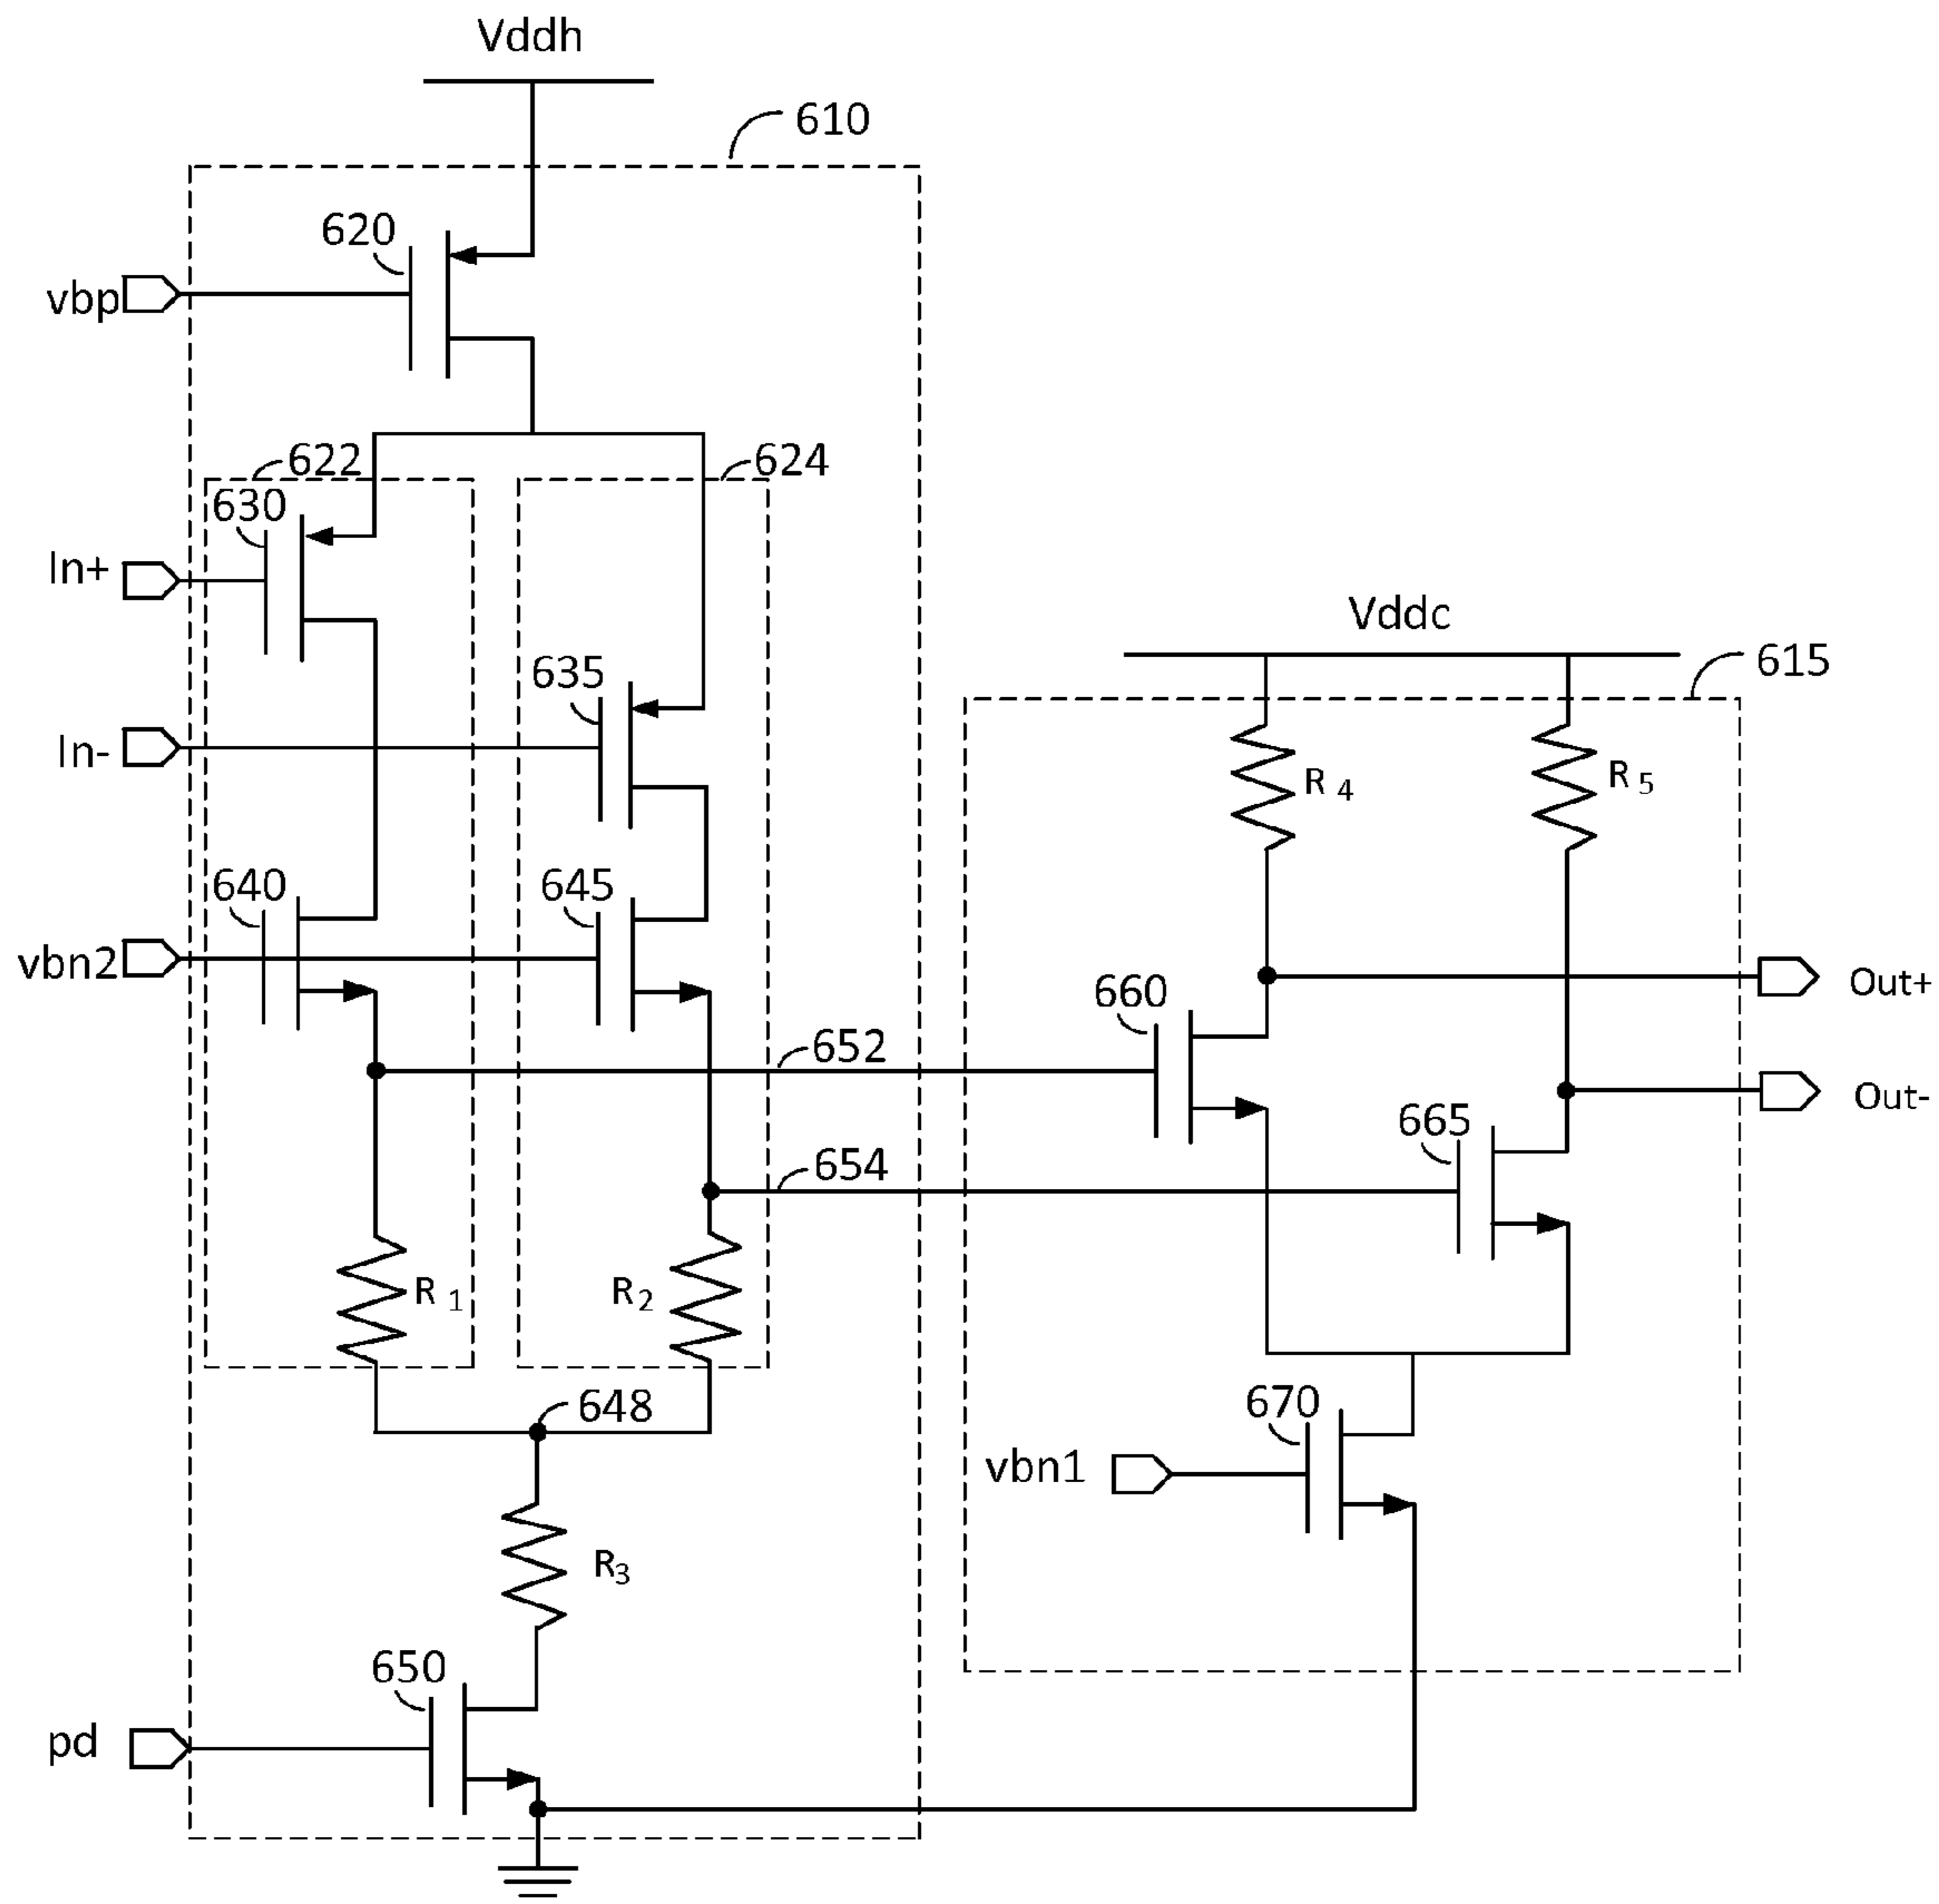 Vddh
610
620
vbp
622
624
630
In+
Vddc
635
615
In-
R 4
R 5
640
645
vbn2
660
Out+
652
665
Out-
654
R 1
R2
648
670
vbn1
R3
650
pd